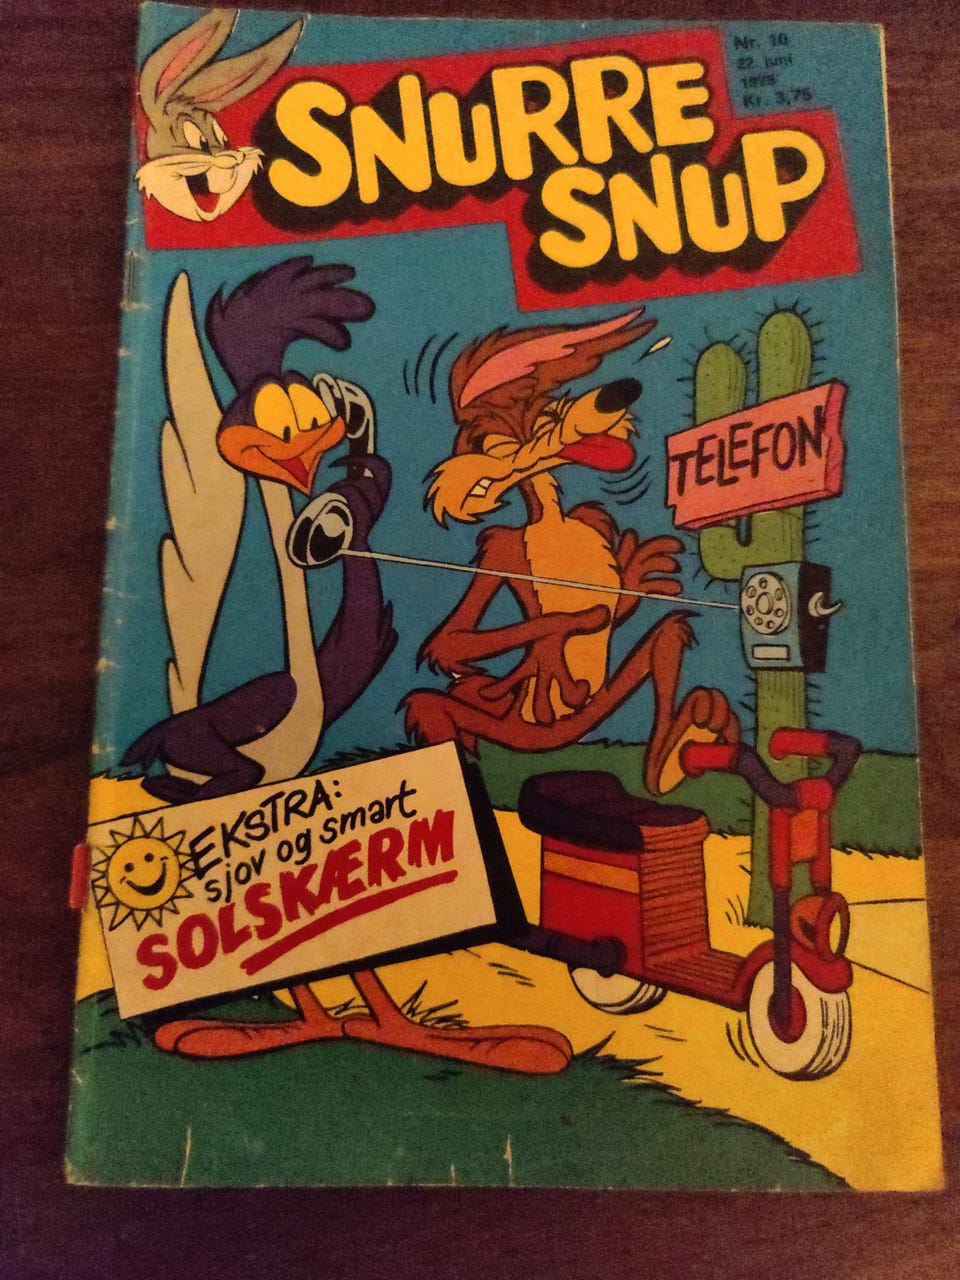 SNURRE
SNUP
Nr. 10
22. juni
Kr. 3,75
TELEFON
EKSTRA:
sjov og smart
SOLSKÆRM